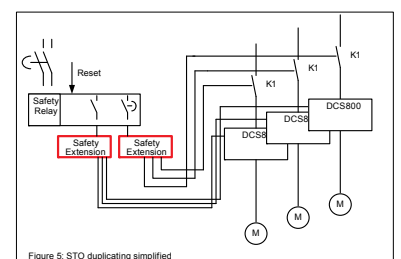 Reset
K1
K1
K1
Safety
Relay
DCS800
DCS8
DCS8
Safety
Extension
Safety
Extension
M
M
M
Figure 5: STO duplicating simplified